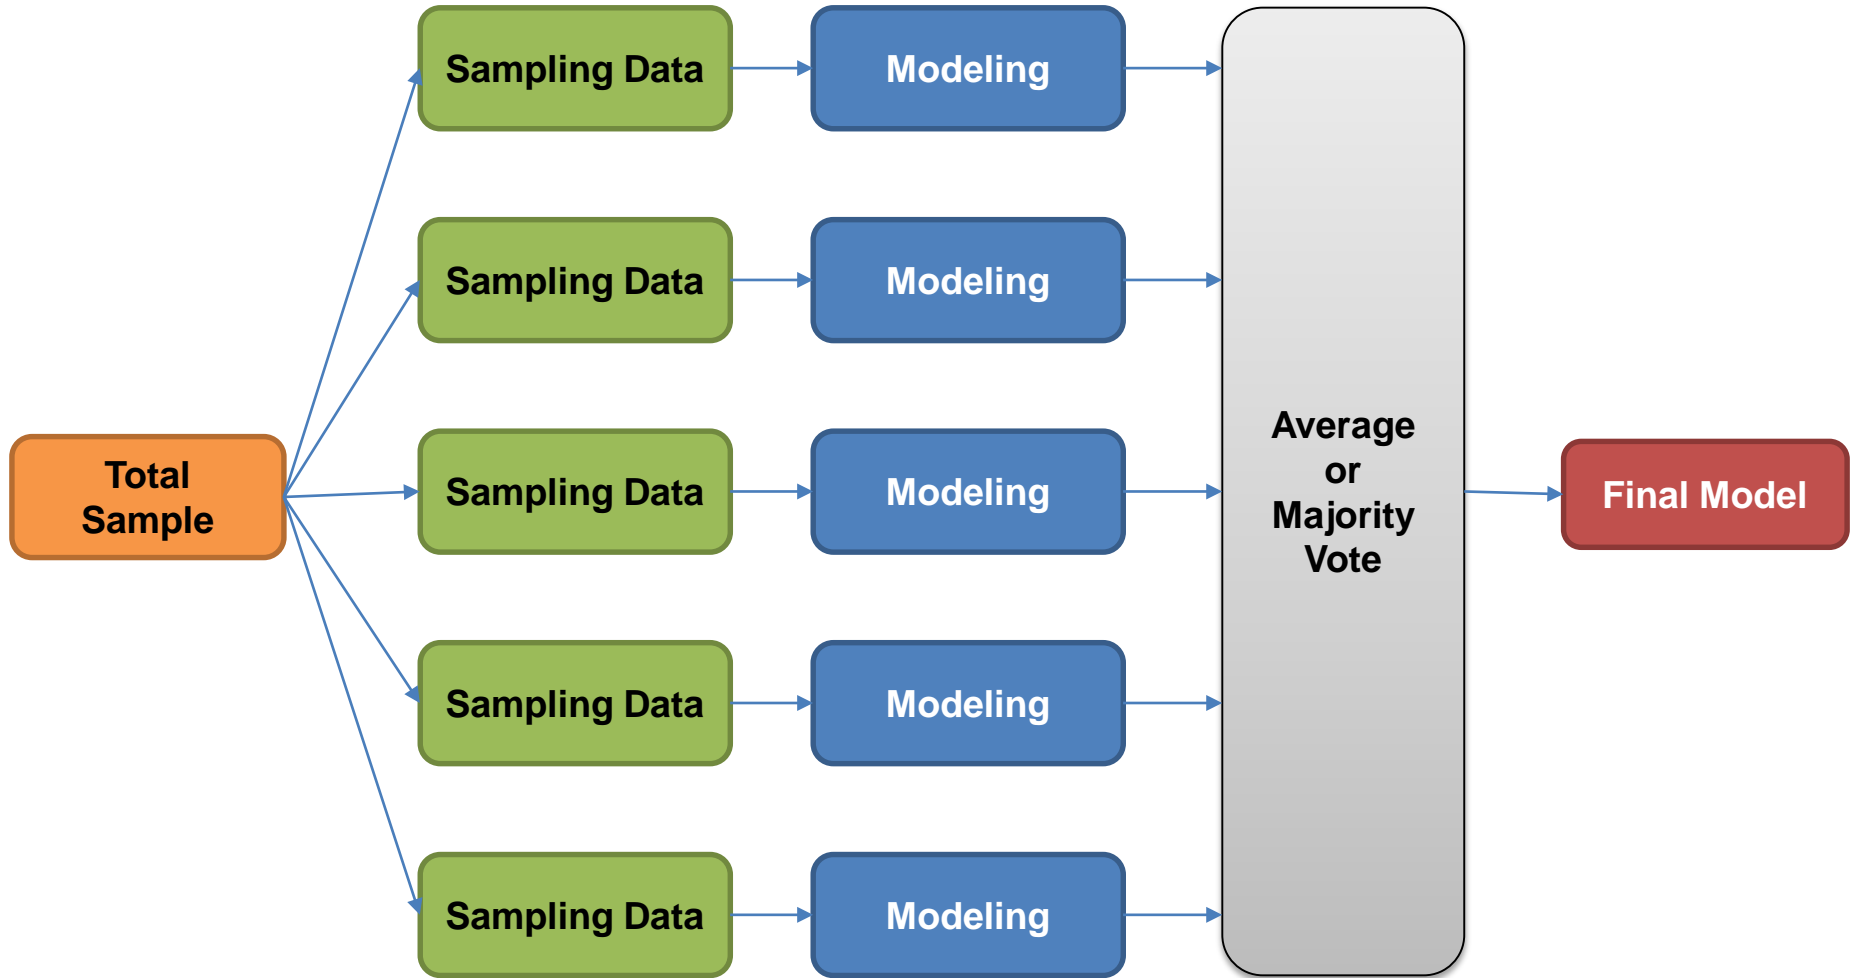 Sampling Data
Modeling
Sampling Data
Modeling
Total
Sample
Sampling Data
Modeling
Average
or
Majority
Vote
Final Model
Sampling Data
Modeling
Sampling Data
Modeling